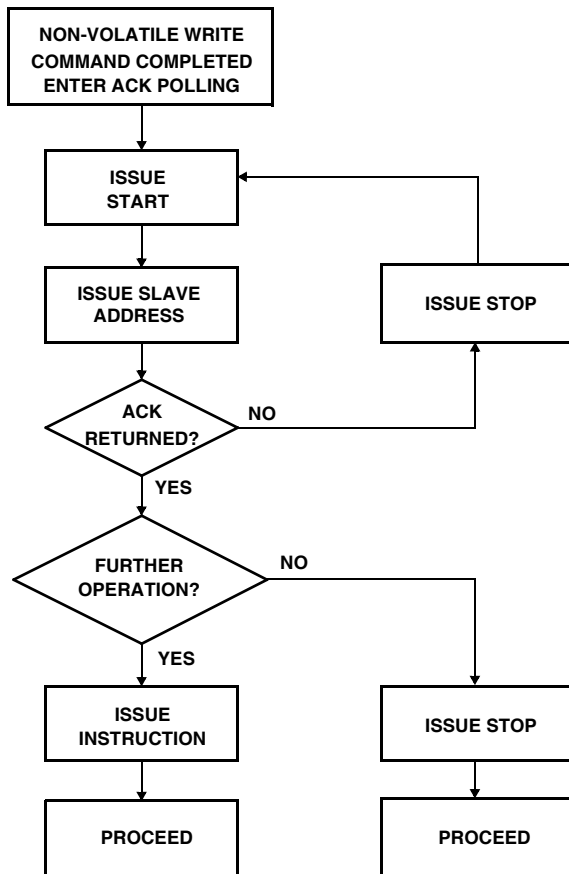 NON-VOLATILE WRITE
COMMAND COMPLETED
ENTER ACK POLLING
ISSUE
START
ISSUE SLAVE
ADDRESS
ISSUE STOP
ACK
RETURNED?
NO
YES
FURTHER
OPERATION?
NO
YES
ISSUE
INSTRUCTION
ISSUE STOP
PROCEED
PROCEED